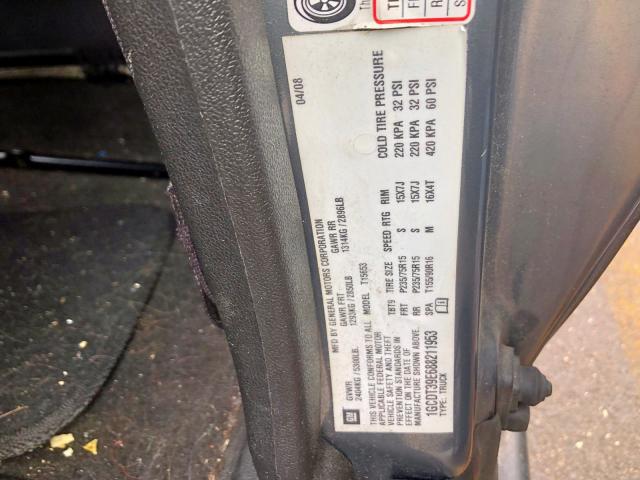 Th
TI
F
R
S
GM
MFD BY GENERAL MOTORS CORPORATION
04/08
GVWR GAWR FRT GAWR RR
2404KG / 5300LB. 1293KG / 2850LB 1314KG / 2896LB
THIS VEHICLE CONFORMS TO ALL MODEL T15653
APPLICABLE FEDERAL MOTOR
VEHICLE SAFETY AND THEFT
PREVENTION STANDARDS IN
EFFECT ON THE DATE OF
MANUFACTURE SHOWN ABOVE.
1GCDT39E688211953
TYPE: TRUCK
TBT9 TIRE SIZE SPEED RTG RIM COLD TIRE PRESSURE
FRT P235/75R15 S 15X7J 220 KPA 32 PSI
RR P235/75R15 S 15X7J 220 KPA 32 PSI
SPA T155/90R16 M 16X4T 420 KPA 60 PSI